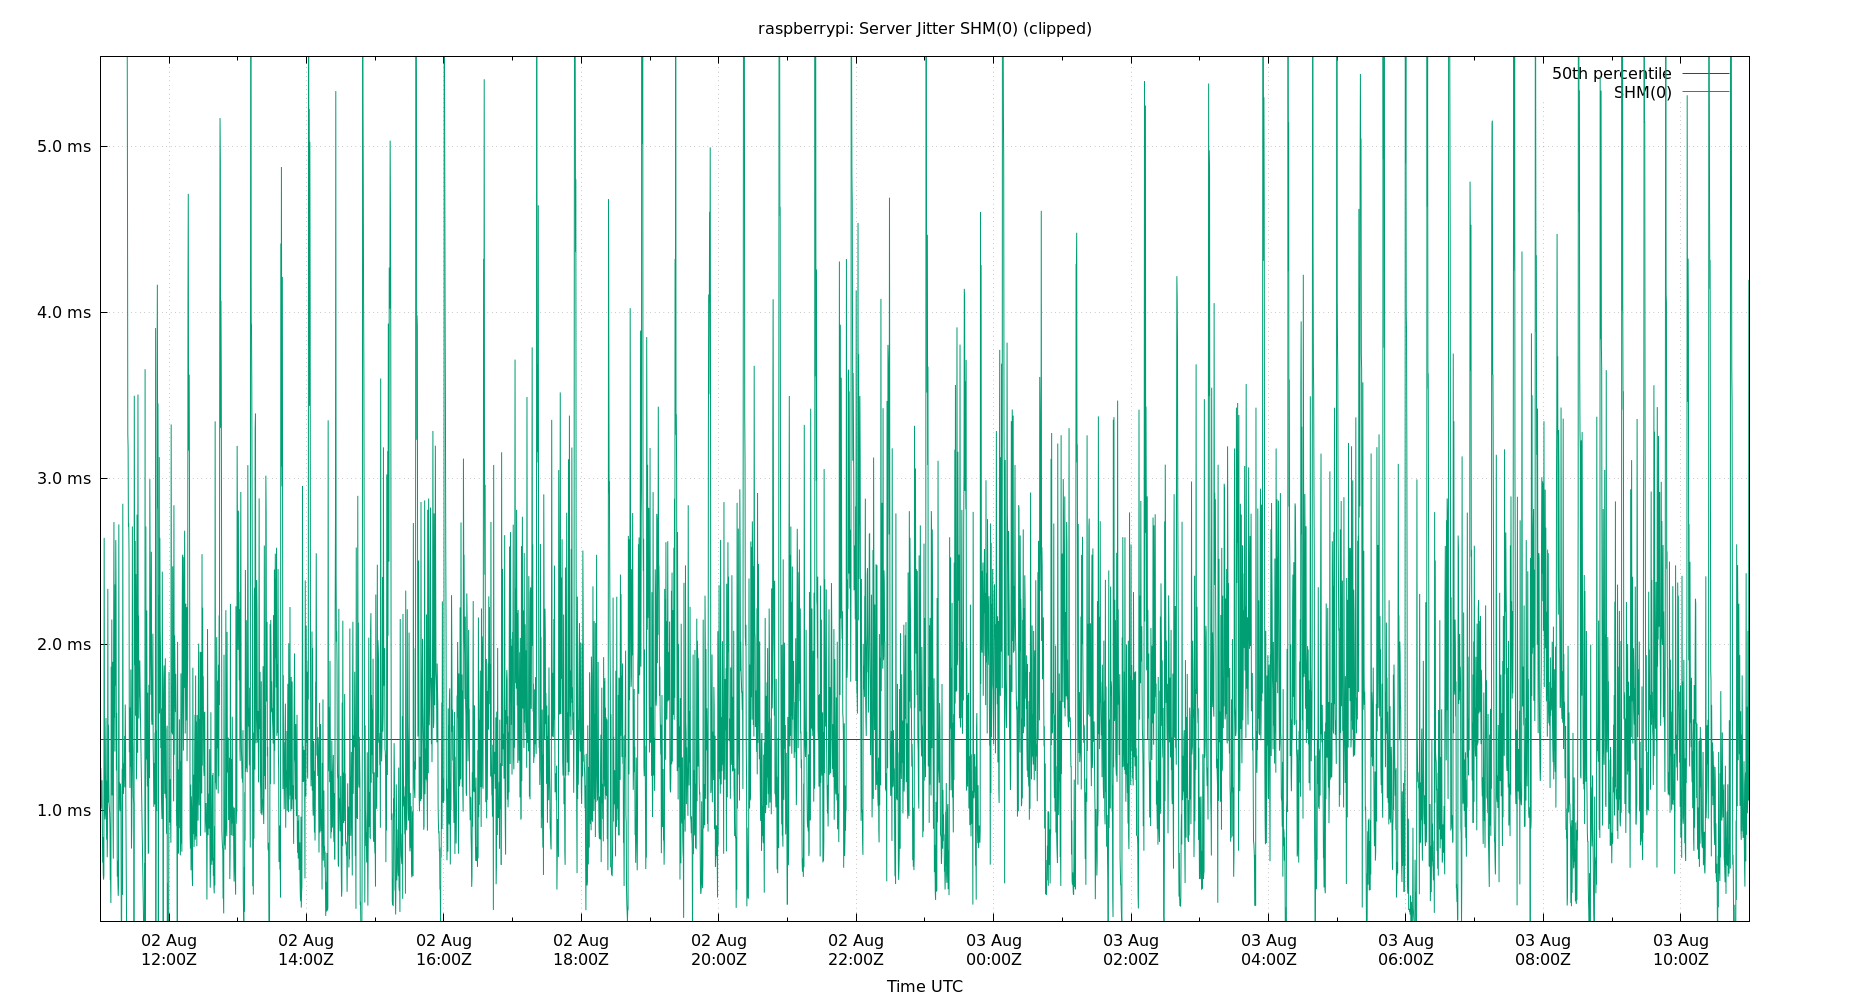 raspberrypi: Server Jitter SHM(0) (clipped)
50th percentile
SHM(0)
5.0 ms
4.0 ms
3.0 ms
2.0 ms
1.0 ms
02 Aug 02 Aug 02 Aug 02 Aug 02 Aug 02 Aug 03 Aug 03 Aug 03 Aug 03 Aug 03 Aug 03 Aug
12:00Z 14:00Z 16:00Z 18:00Z 20:00Z 22:00Z 00:00Z 02:00Z 04:00Z 06:00Z 08:00Z 10:00Z
Time UTC